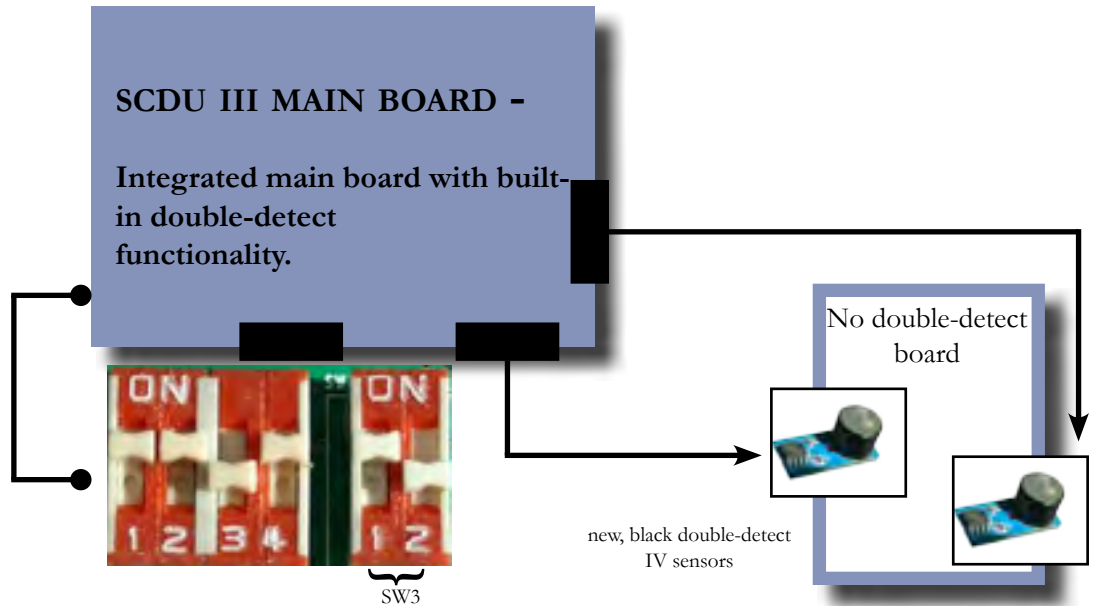 SCDU III MAIN BOARD -
Integrated main board with built-
in double-detect
functionality.
No double-detect
board
ON
ON
1 2 3 4
1 2
new, black double-detect
IV sensors
SW3